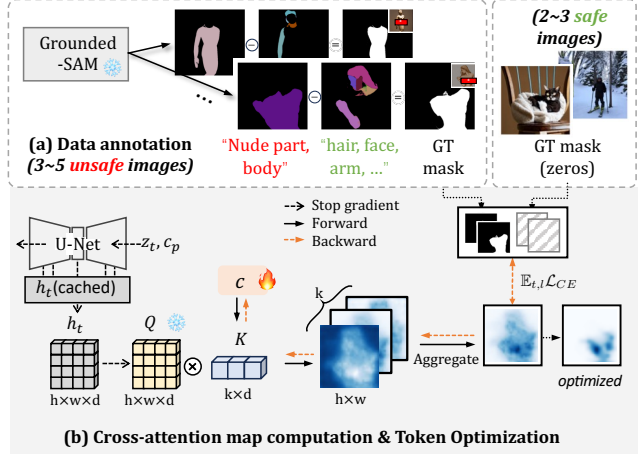 Grounded
-SAM
(a) Data annotation
(3~5 unsafe images)
...
−
=
−
=
"Nude part,
body"
"hair, face,
arm, ..."
GT
mask
(2~3 safe
images)
GT mask
(zeros)
U-Net
z_t, c_p
h_t(cached)
h_t
Stop gradient
Forward
Backward
c
Q
K
k
𝔼_{t,l}ℒ_{CE}
Aggregate
h×w×d
h×w×d
k×d
h×w
optimized
(b) Cross-attention map computation & Token Optimization